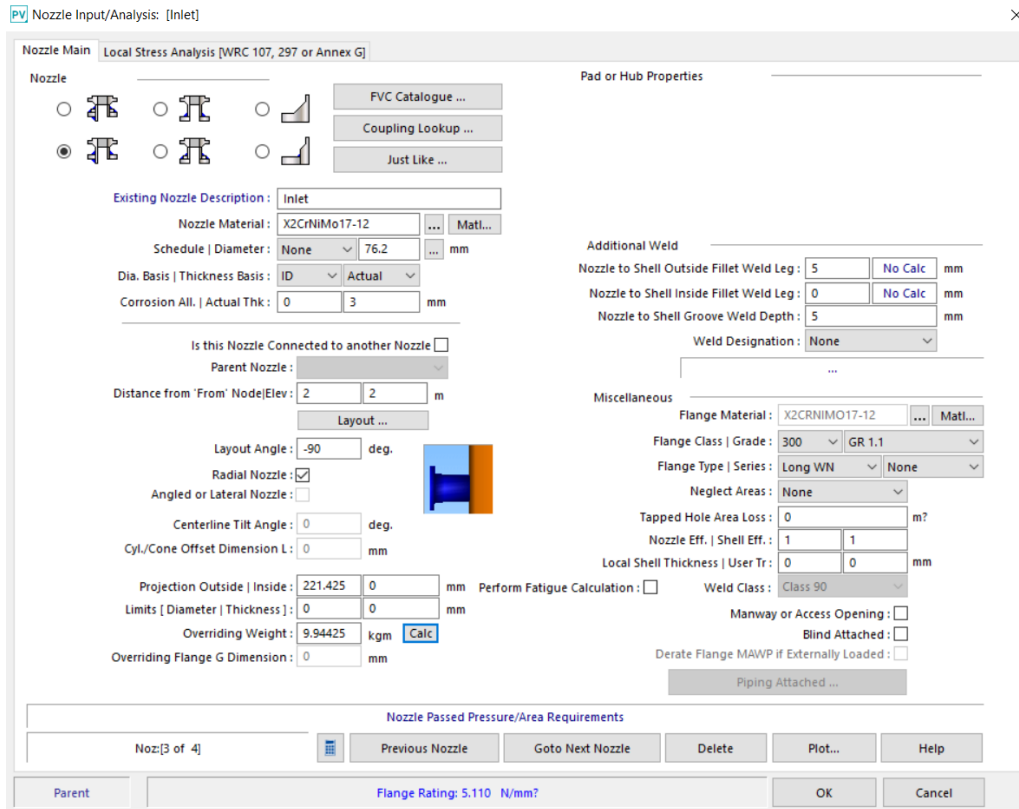 PV Nozzle Input/Analysis: [Inlet]
Nozzle Main Local Stress Analysis [WRC 107, 297 or Annex G]
Nozzle
FVC Catalogue ...
Coupling Lookup ...
Just Like ...
Existing Nozzle Description : Inlet
Nozzle Material : X2CrNiMo17-12 ... Matl...
Schedule | Diameter : None 76.2 ... mm
Dia. Basis | Thickness Basis : ID Actual
Corrosion All. | Actual Thk : 0 3 mm
Is this Nozzle Connected to another Nozzle
Parent Nozzle :
Distance from 'From' Node|Elev : 2 2 m
Layout ...
Layout Angle : -90 deg.
Radial Nozzle :
Angled or Lateral Nozzle :
Centerline Tilt Angle : 0 deg.
Cyl./Cone Offset Dimension L : 0 mm
Projection Outside | Inside : 221.425 0 mm
Limits [ Diameter | Thickness ] : 0 0 mm
Overriding Weight : 9.94425 kgm Calc
Overriding Flange G Dimension : 0 mm
Pad or Hub Properties
Additional Weld
Nozzle to Shell Outside Fillet Weld Leg : 5 No Calc mm
Nozzle to Shell Inside Fillet Weld Leg : 0 No Calc mm
Nozzle to Shell Groove Weld Depth : 5 mm
Weld Designation : None
...
Miscellaneous
Flange Material : X2CRNIMO17-12 ... Matl...
Flange Class | Grade : 300 GR 1.1
Flange Type | Series : Long WN None
Neglect Areas : None
Tapped Hole Area Loss : 0 m?
Nozzle Eff. | Shell Eff. : 1 1
Local Shell Thickness | User Tr : 0 0 mm
Perform Fatigue Calculation : Weld Class : Class 90
Manway or Access Opening :
Blind Attached :
Derate Flange MAWP if Externally Loaded :
Piping Attached ...
Nozzle Passed Pressure/Area Requirements
Noz:[3 of 4] Previous Nozzle Goto Next Nozzle Delete Plot... Help
Parent Flange Rating: 5.110 N/mm? OK Cancel